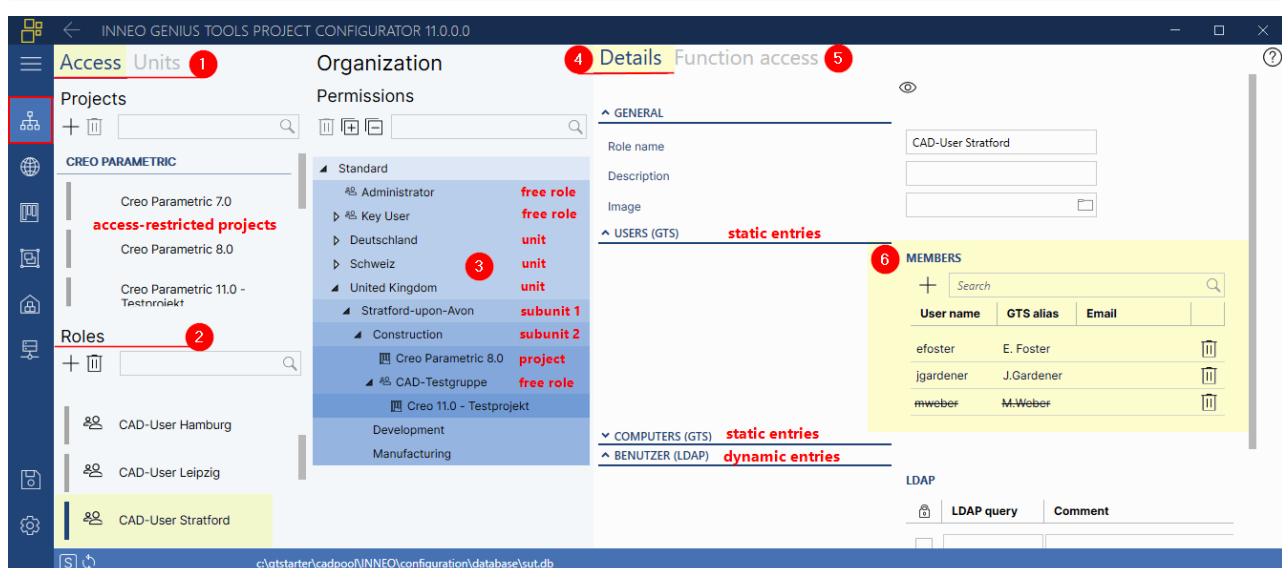 INNEO GENIUS TOOLS PROJECT CONFIGURATOR 11.0.0.0
Access Units 1
Projects
CREO PARAMETRIC
Creo Parametric 7.0
access-restricted projects
Creo Parametric 8.0
Creo Parametric 11.0 -
Testprojekt
Roles 2
CAD-User Hamburg
CAD-User Leipzig
CAD-User Stratford
Organization
Permissions
Standard
Administrator free role
Key User free role
Deutschland unit
Schweiz unit
3
United Kingdom unit
Stratford-upon-Avon subunit 1
Construction subunit 2
Creo Parametric 8.0 project
CAD-Testgruppe free role
Creo 11.0 - Testprojekt
Development
Manufacturing
4 Details Function access 5
?
GENERAL
Role name CAD-User Stratford
Description
Image
USERS (GTS) static entries
6 MEMBERS
Search
User name GTS alias Email
efoster E. Foster
jgardener J.Gardener
mweber M.Weber
COMPUTERS (GTS) static entries
BENUTZER (LDAP) dynamic entries
LDAP
LDAP query Comment
S c:\gtstarter\cadpool\INNEO\configuration\database\sut.db